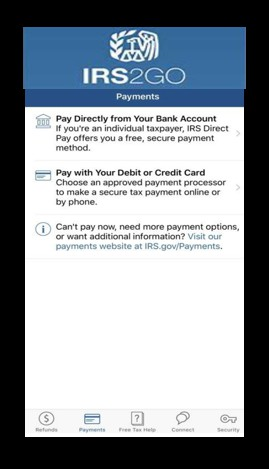 IRS2GO
Payments
Pay Directly from Your Bank Account
If you're an individual taxpayer, IRS Direct
Pay offers you a free, secure payment
method.
Pay with Your Debit or Credit Card
Choose an approved payment processor
to make a secure tax payment online or
by phone.
Can't pay now, need more payment options,
or want additional information? Visit our
payments website at IRS.gov/Payments.
Refunds Payments Free Tax Help Connect Security